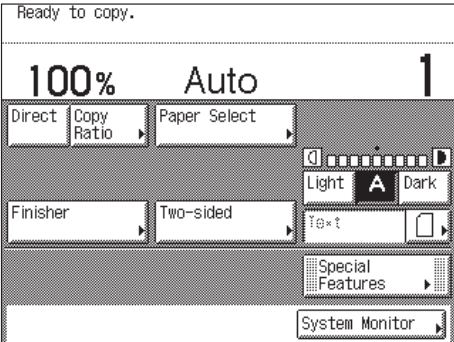 Ready to copy.
100% Auto 1
Direct Copy Ratio Paper Select
Light A Dark
Finisher Two-sided Text
Special
Features
System Monitor